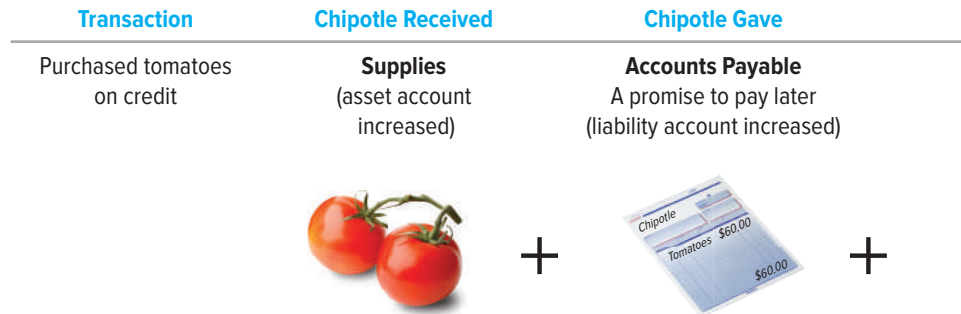 Transaction
Chipotle Received
Chipotle Gave
Purchased tomatoes
on credit
Supplies
(asset account
increased)
Accounts Payable
A promise to pay later
(liability account increased)
Chipotle
Tomatoes $60.00
$60.00
+
+